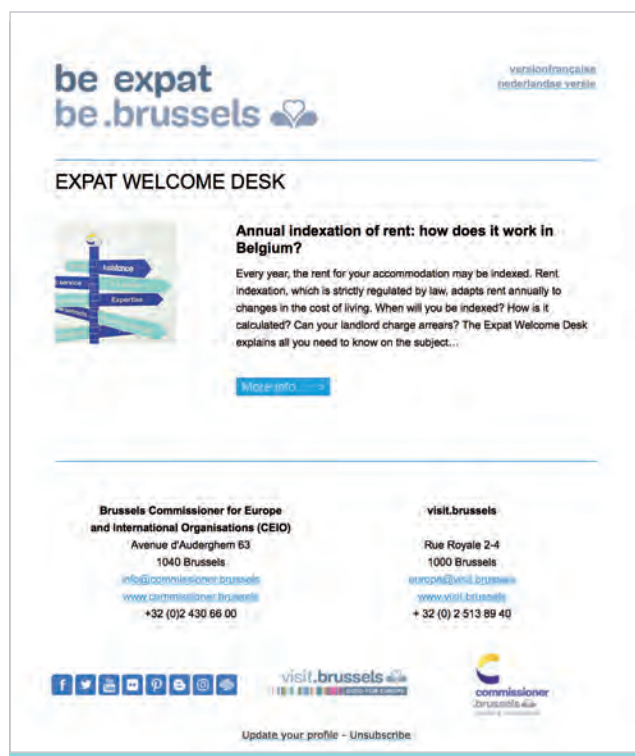 be expat
be.brussels
versionfrançaise
nederlandse versie
EXPAT WELCOME DESK
Assistance
service
Expertise
Annual indexation of rent: how does it work in
Belgium?
Every year, the rent for your accommodation may be indexed. Rent
indexation, which is strictly regulated by law, adapts rent annually to
changes in the cost of living. When will you be indexed? How is it
calculated? Can your landlord charge arrears? The Expat Welcome Desk
explains all you need to know on the subject…
More info
Brussels Commissioner for Europe
and International Organisations (CEIO)
Avenue d'Auderghem 63
1040 Brussels
info@commissioner.brussels
www.commissioner.brussels
+32 (0)2 430 66 00
visit.brussels
Rue Royale 2-4
1000 Brussels
europe@visit.brussels
www.visit.brussels
+ 32 (0) 2 513 89 40
visit.brussels
commissioner
.brussels
Update your profile - Unsubscribe